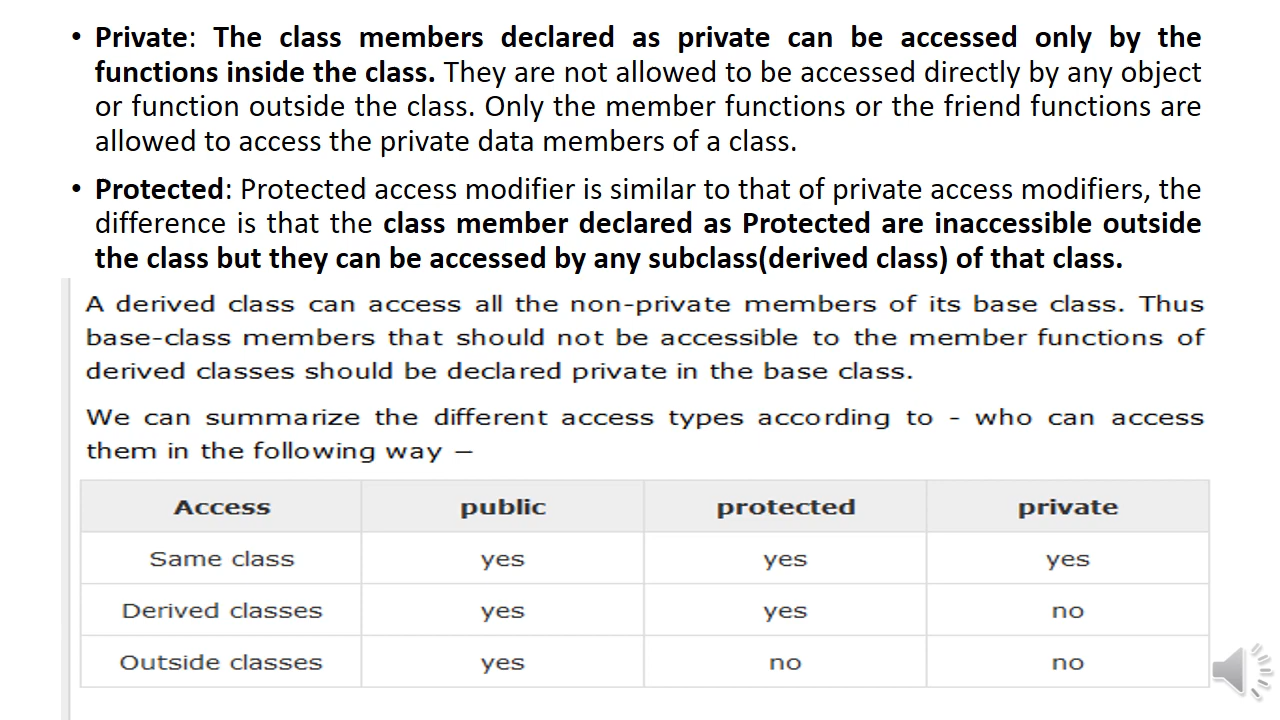 • Private: The class members declared as private can be accessed only by the
functions inside the class. They are not allowed to be accessed directly by any object
or function outside the class. Only the member functions or the friend functions are
allowed to access the private data members of a class.
• Protected: Protected access modifier is similar to that of private access modifiers, the
difference is that the class member declared as Protected are inaccessible outside
the class but they can be accessed by any subclass(derived class) of that class.
A derived class can access all the non-private members of its base class. Thus
base-class members that should not be accessible to the member functions of
derived classes should be declared private in the base class.
We can summarize the different access types according to - who can access
them in the following way –
Access public protected private
Same class yes yes yes
Derived classes yes yes no
Outside classes yes no no